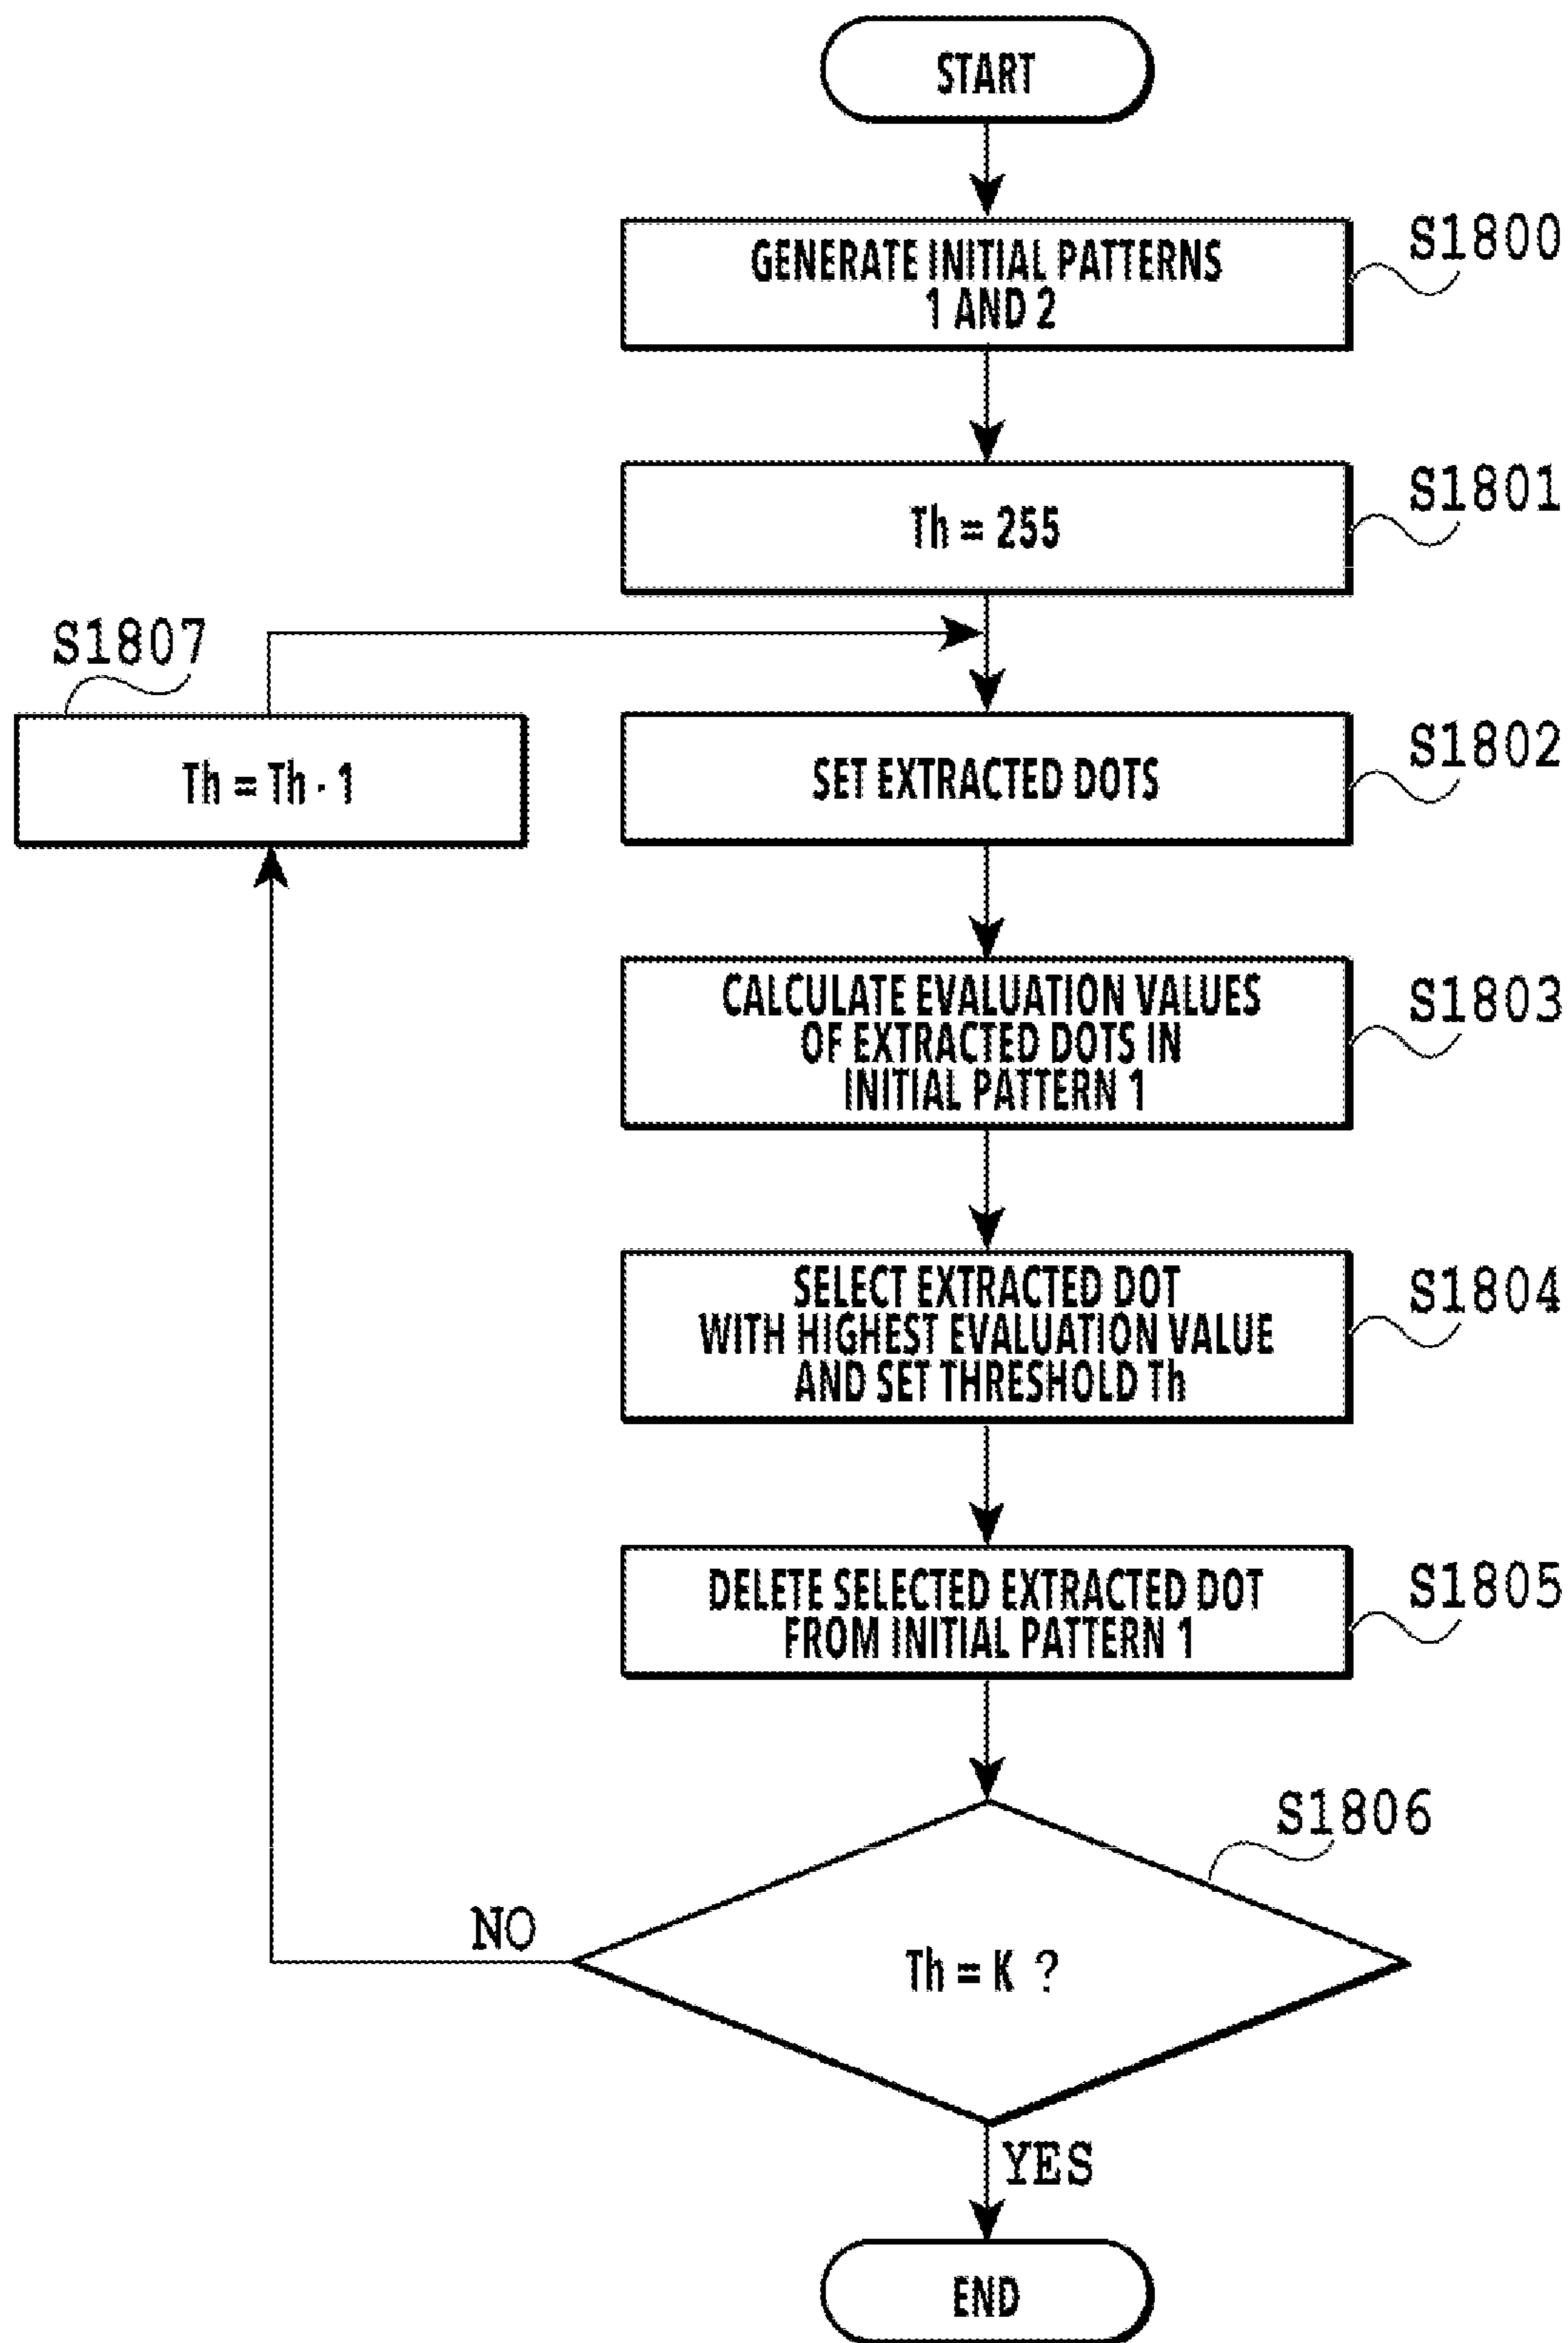 START
GENERATE INITIAL PATTERNS
1 AND 2
S1800
Th = 255
S1801
S1807
Th = Th - 1
SET EXTRACTED DOTS
S1802
CALCULATE EVALUATION VALUES
OF EXTRACTED DOTS IN
INITIAL PATTERN 1
S1803
SELECT EXTRACTED DOT
WITH HIGHEST EVALUATION VALUE
AND SET THRESHOLD Th
S1804
DELETE SELECTED EXTRACTED DOT
FROM INITIAL PATTERN 1
S1805
S1806
NO
Th = K ?
YES
END